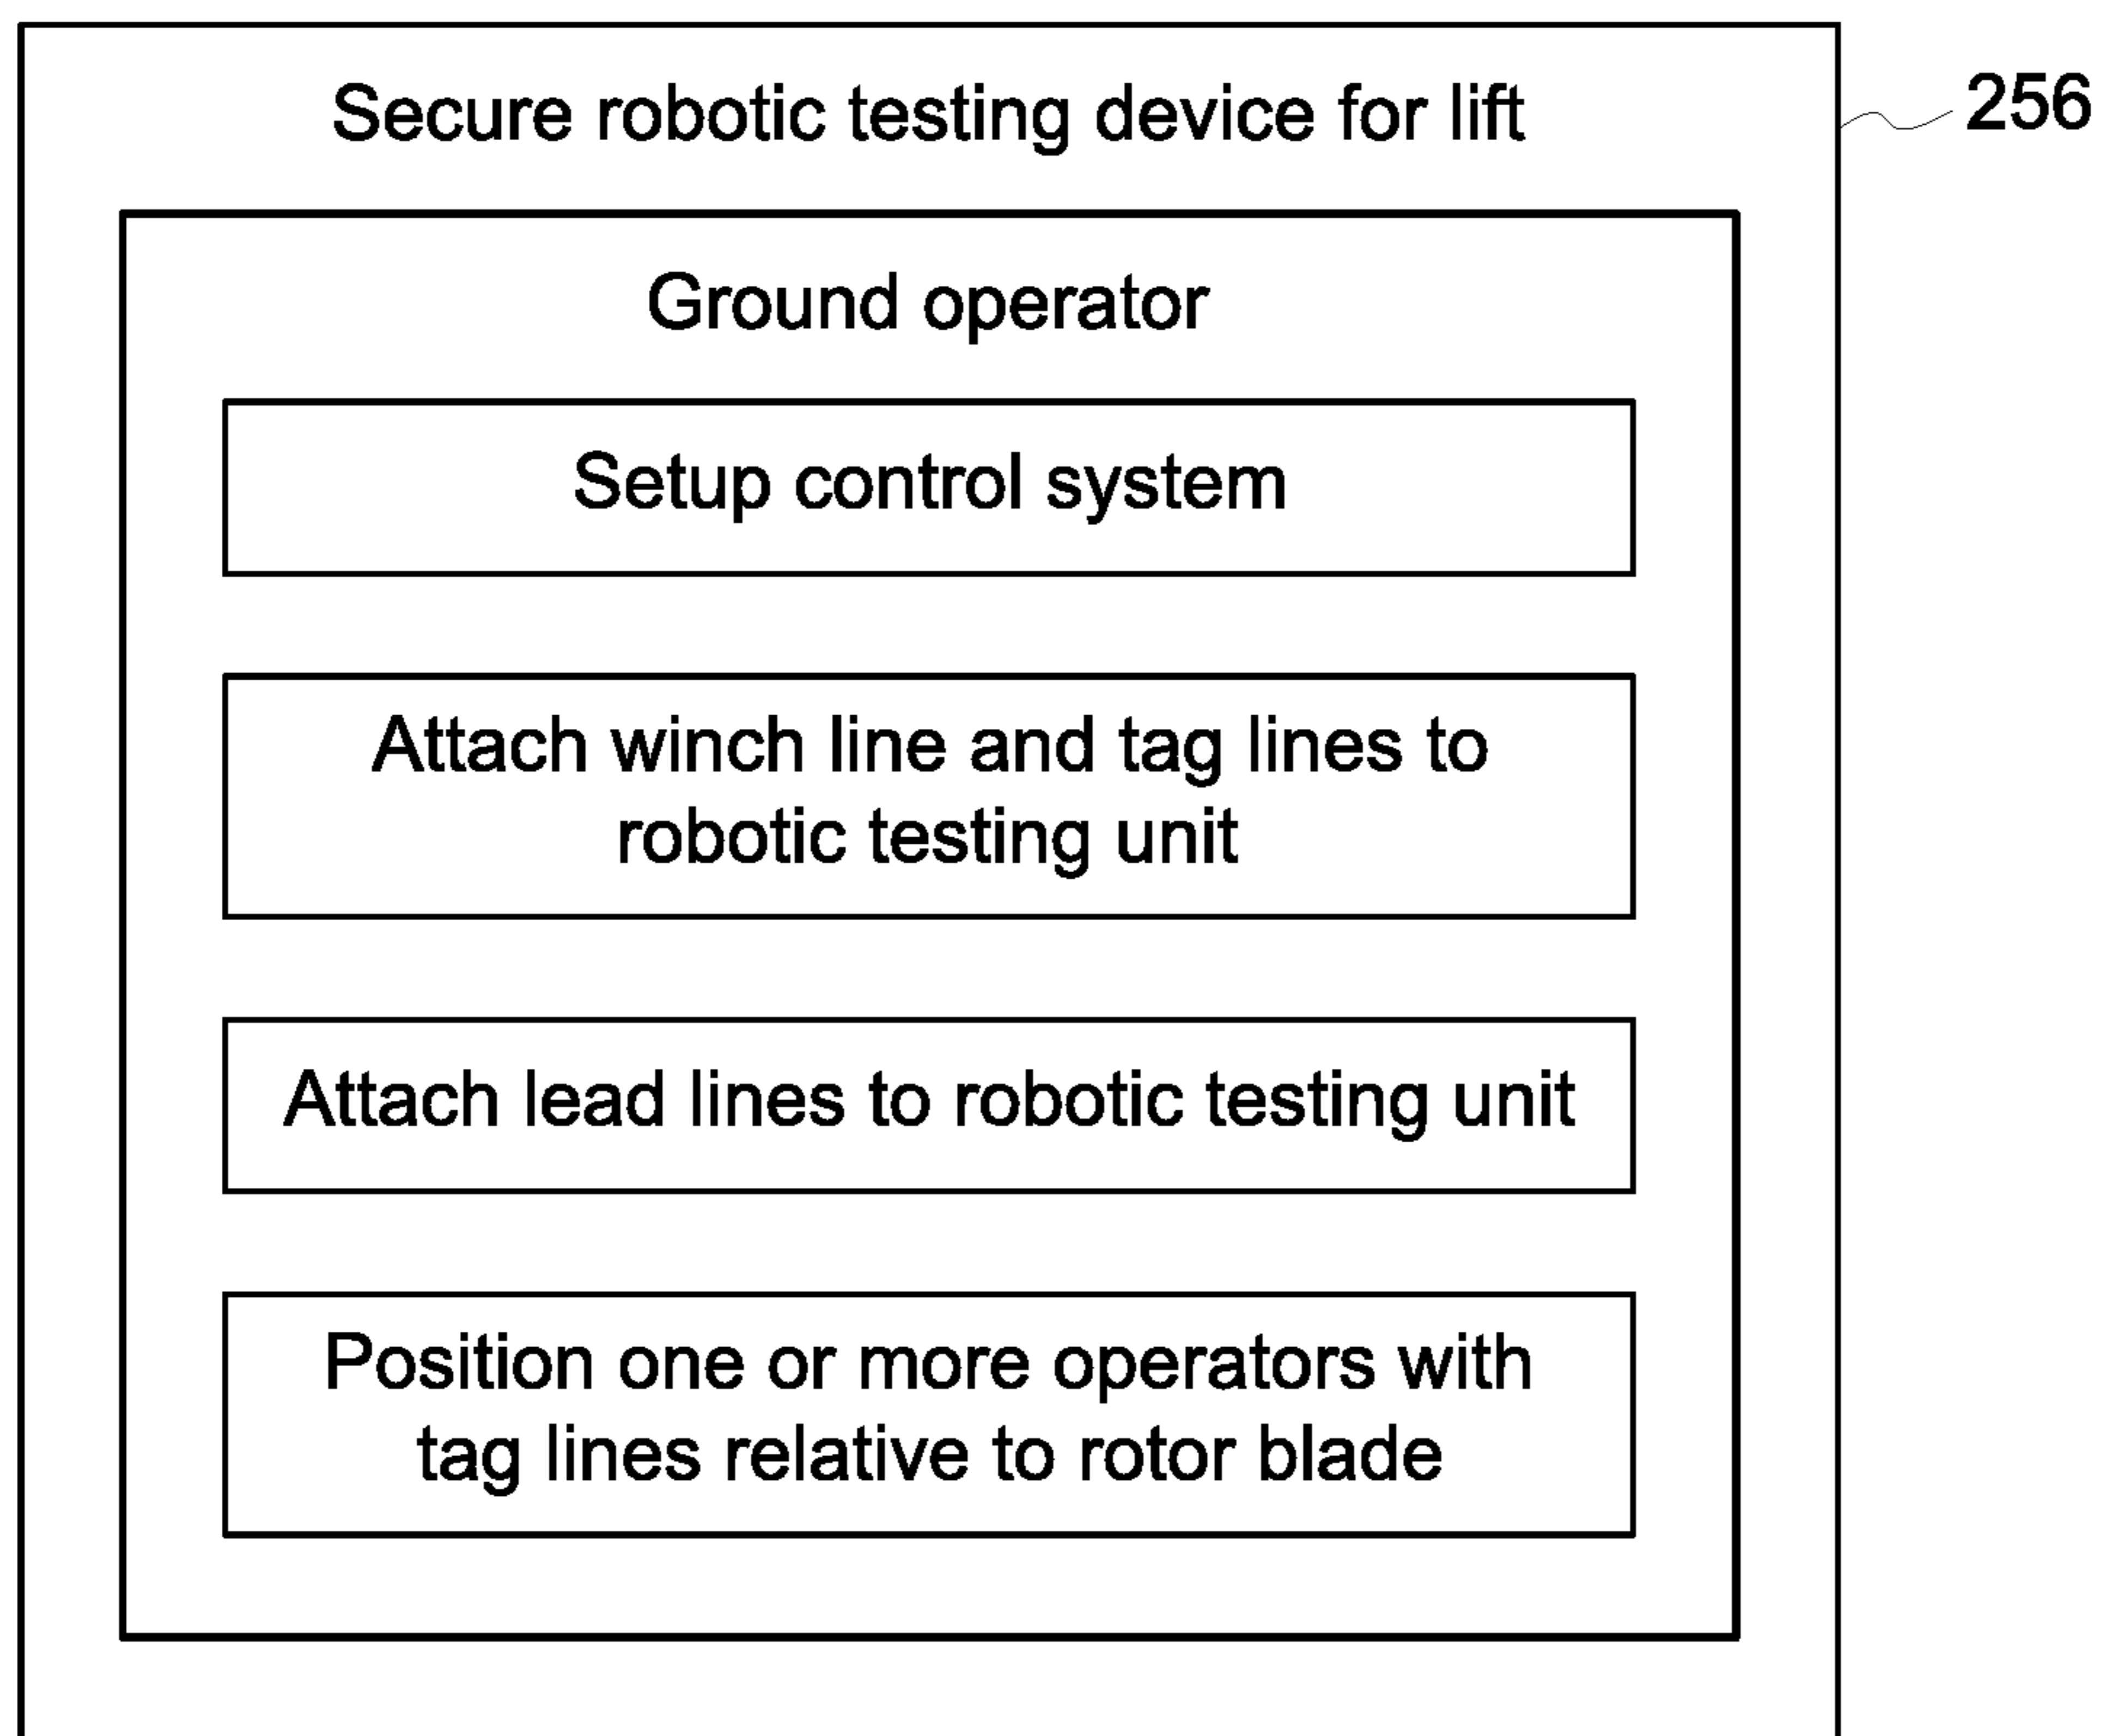 Secure robotic testing device for lift
256
Ground operator
Setup control system
Attach winch line and tag lines to
robotic testing unit
Attach lead lines to robotic testing unit
Position one or more operators with
tag lines relative to rotor blade